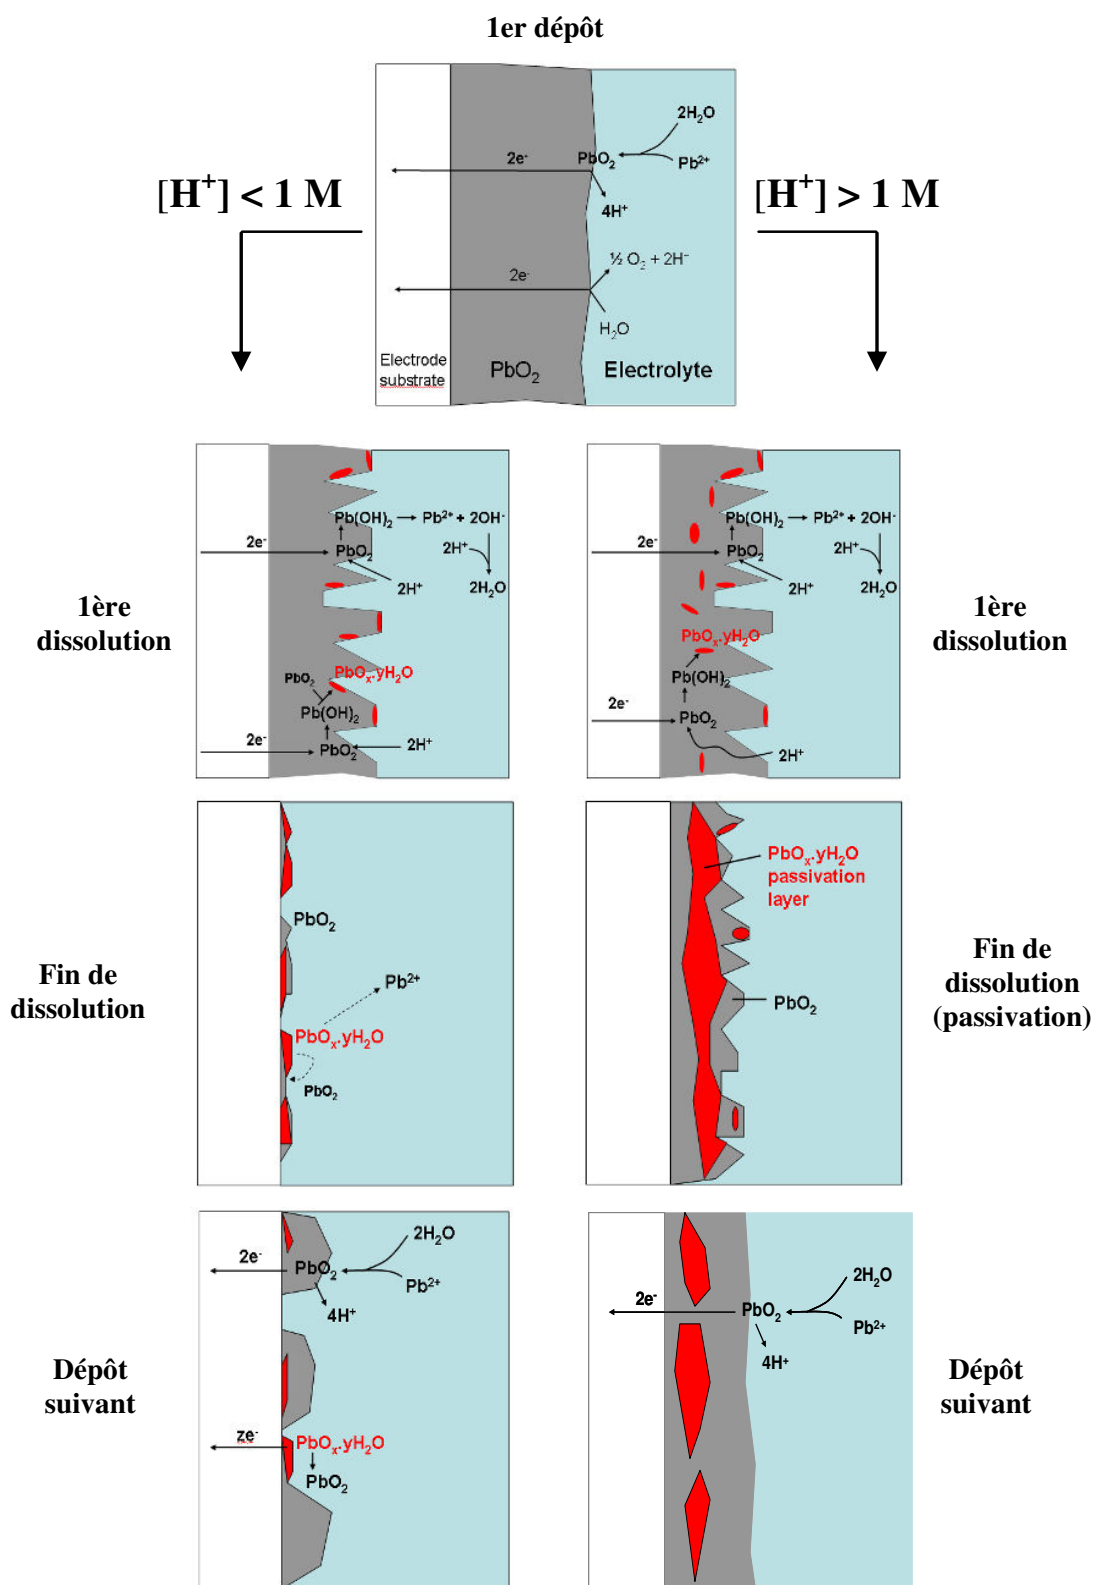 1er dépôt
[H⁺] < 1 M
[H⁺] > 1 M
2H₂O
2e⁻
PbO₂
Pb²⁺
4H⁺
½ O₂ + 2H⁺
2e⁻
H₂O
Electrode
substrate
PbO₂
Electrolyte
1ère
dissolution
Pb(OH)₂ → Pb²⁺ + 2OH⁻
2e⁻
PbO₂
2H⁺
2H⁺
2H₂O
PbOₓ.yH₂O
PbO₂
Pb(OH)₂
2e⁻
PbO₂
2H⁺
Pb(OH)₂ → Pb²⁺ + 2OH⁻
2e⁻
PbO₂
2H⁺
2H⁺
2H₂O
PbOₓ.yH₂O
Pb(OH)₂
2e⁻
PbO₂
2H⁺
1ère
dissolution
Fin de
dissolution
PbO₂
Pb²⁺
PbOₓ.yH₂O
PbO₂
PbOₓ.yH₂O
passivation
layer
PbO₂
Fin de
dissolution
(passivation)
Dépôt
suivant
2H₂O
2e⁻
PbO₂
Pb²⁺
4H⁺
ze⁻
PbOₓ.yH₂O
PbO₂
2H₂O
2e⁻
PbO₂
Pb²⁺
4H⁺
Dépôt
suivant